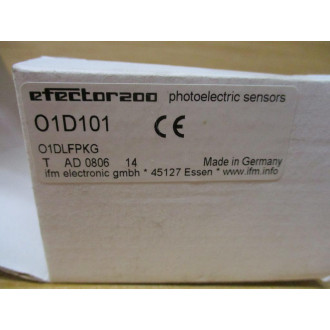 efector200 photoelectric sensors
O1D101 CE
O1DLFPKG
T AD 0806 14 Made in Germany
ifm electronic gmbh * 45127 Essen * www.ifm.info